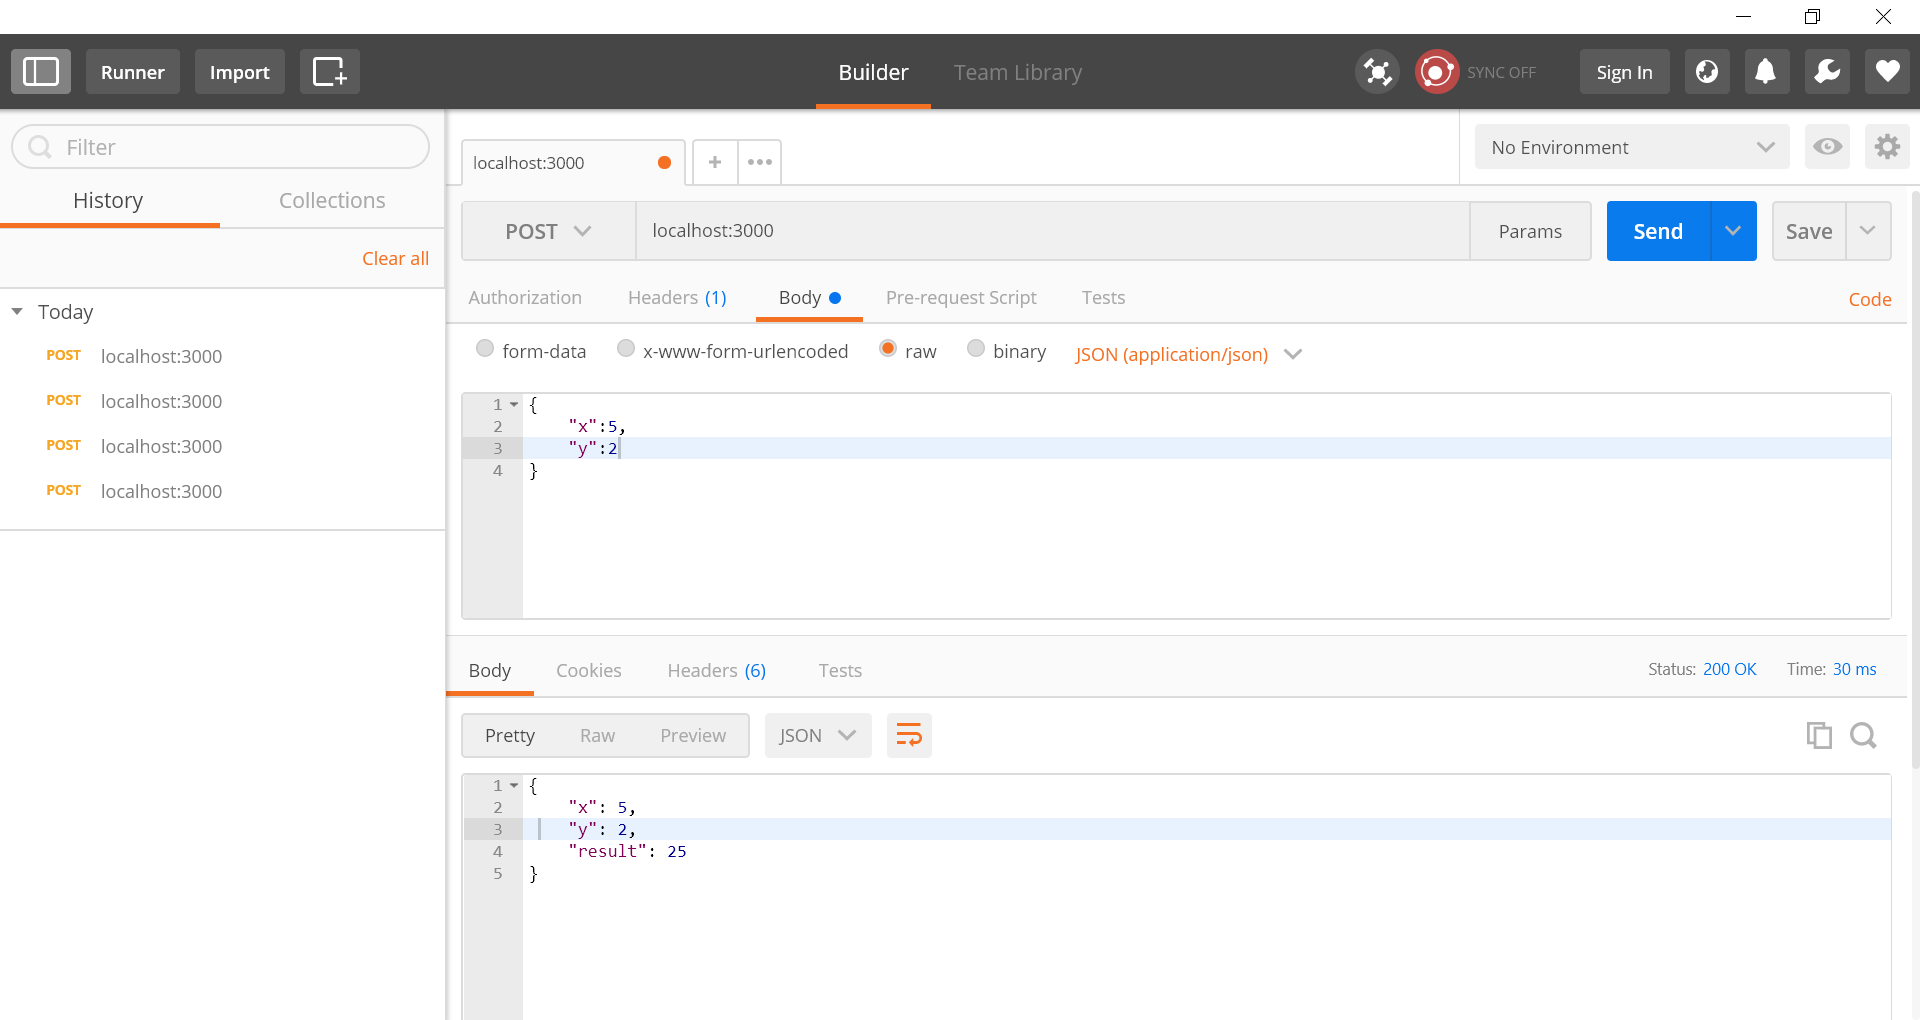 Runner
Import
Builder
Team Library
SYNC OFF
Sign In
Filter
History
Collections
Clear all
Today
POST localhost:3000
POST localhost:3000
POST localhost:3000
POST localhost:3000
localhost:3000
+
•••
No Environment
POST
localhost:3000
Params
Send
Save
Authorization
Headers (1)
Body
Pre-request Script
Tests
Code
form-data
x-www-form-urlencoded
raw
binary
JSON (application/json)
1 {
2 "x":5,
3 "y":2
4 }
Body
Cookies
Headers (6)
Tests
Status: 200 OK
Time: 30 ms
Pretty
Raw
Preview
JSON
1 {
2 "x": 5,
3 "y": 2,
4 "result": 25
5 }